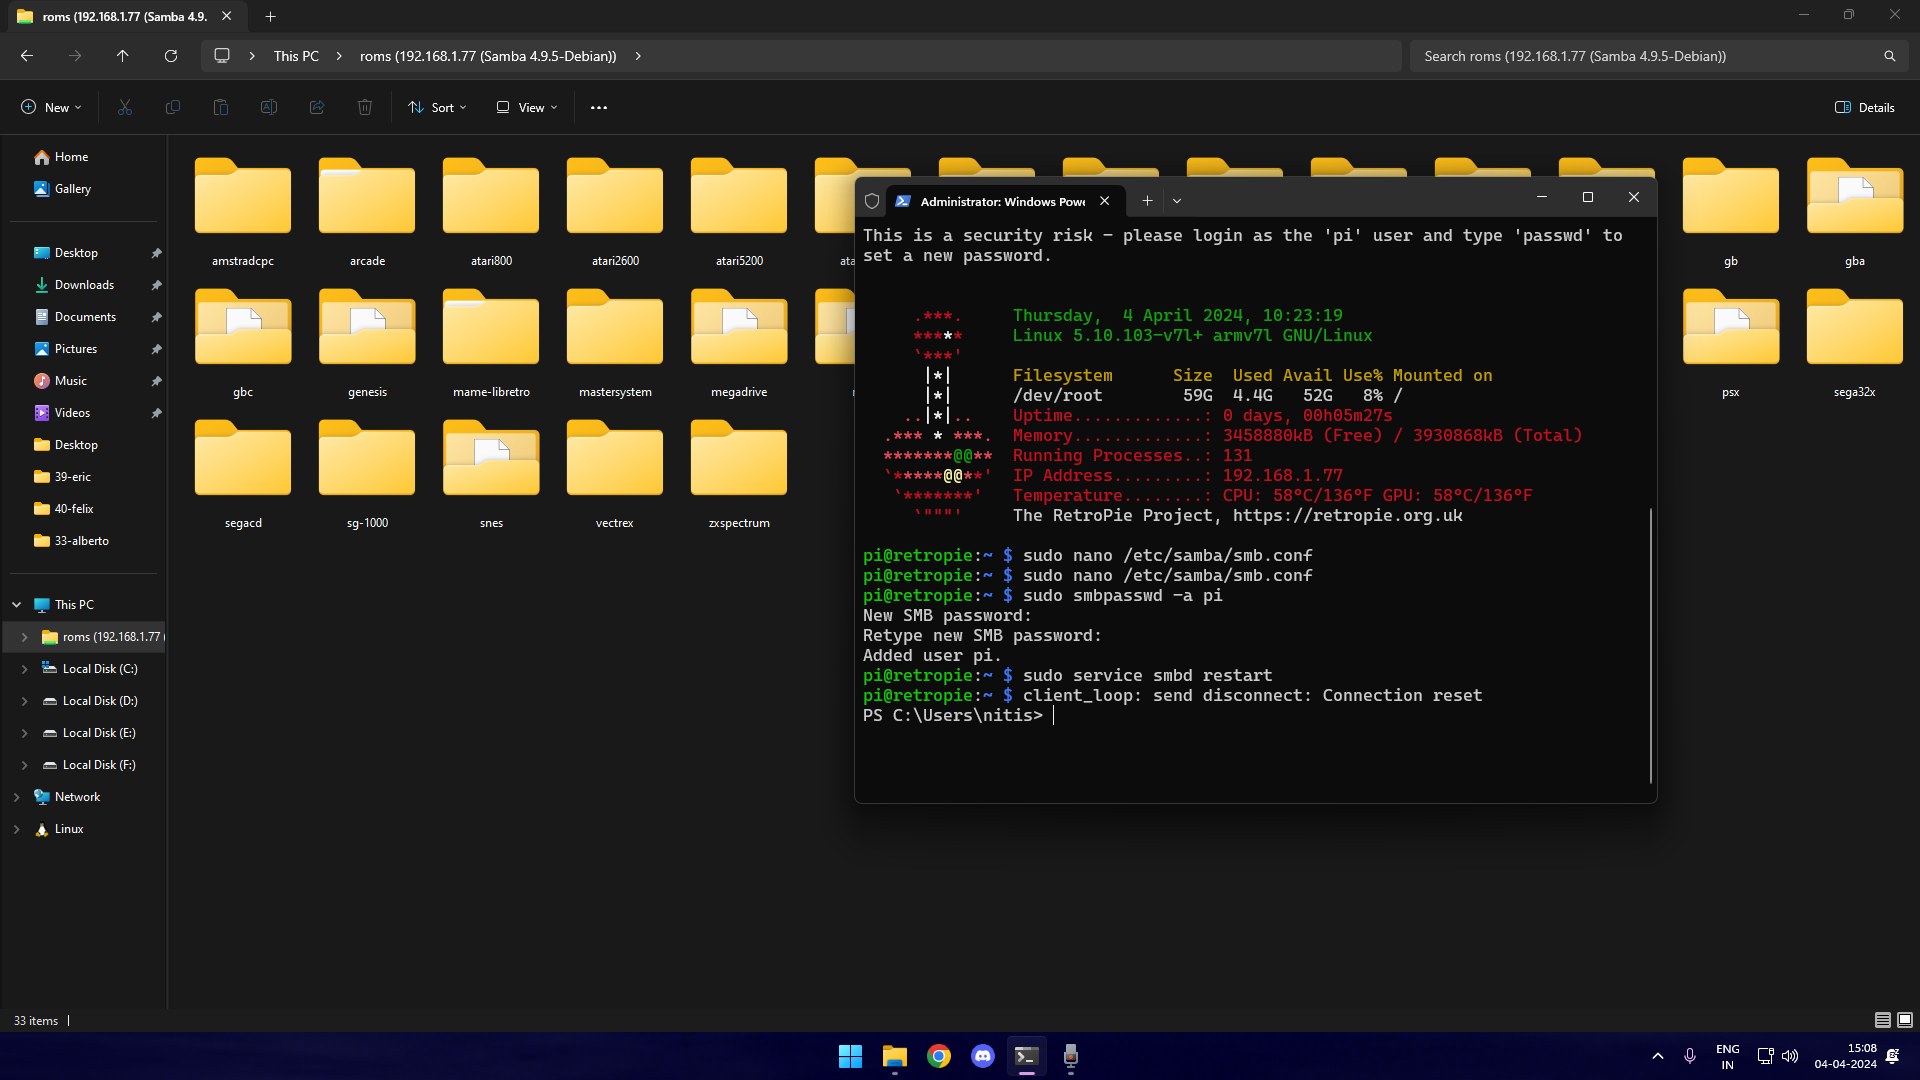 roms (192.168.1.77 (Samba 4.9.
This PC
roms (192.168.1.77 (Samba 4.9.5-Debian))
Search roms (192.168.1.77 (Samba 4.9.5-Debian))
New
Sort
View
Details
Home
Gallery
Desktop
Downloads
Documents
Pictures
Music
Videos
Desktop
39-eric
40-felix
33-alberto
This PC
roms (192.168.1.77 (
Local Disk (C:)
Local Disk (D:)
Local Disk (E:)
Local Disk (F:)
Network
Linux
amstradcpc
arcade
atari800
atari2600
atari5200
gb
gba
gbc
genesis
mame-libretro
mastersystem
megadrive
psx
sega32x
segacd
sg-1000
snes
vectrex
zxspectrum
Administrator: Windows Powe
This is a security risk - please login as the 'pi' user and type 'passwd' to
set a new password.
.***. Thursday, 4 April 2024, 10:23:19
***** Linux 5.10.103-v7l+ armv7l GNU/Linux
`***'
|*| Filesystem Size Used Avail Use% Mounted on
|*| /dev/root 59G 4.4G 52G 8% /
..|*|.. Uptime.............: 0 days, 00h05m27s
.*** * ***. Memory.............: 3458880kB (Free) / 3930868kB (Total)
*******@@** Running Processes..: 131
`*****@@**' IP Address.........: 192.168.1.77
`*******' Temperature........: CPU: 58°C/136°F GPU: 58°C/136°F
`"""' The RetroPie Project, https://retropie.org.uk
pi@retropie:~ $ sudo nano /etc/samba/smb.conf
pi@retropie:~ $ sudo nano /etc/samba/smb.conf
pi@retropie:~ $ sudo smbpasswd -a pi
New SMB password:
Retype new SMB password:
Added user pi.
pi@retropie:~ $ sudo service smbd restart
pi@retropie:~ $ client_loop: send disconnect: Connection reset
PS C:\Users\nitis>
33 items
ENG
IN
15:08
04-04-2024